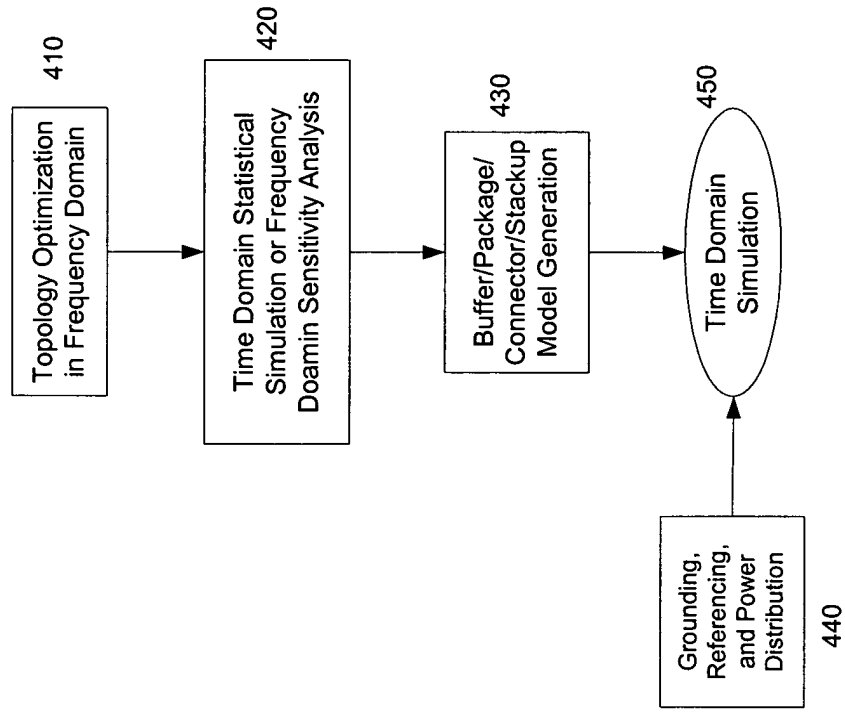 410
Topology Optimization
in Frequency Domain
420
Time Domain Statistical
Simulation or Frequency
Doamin Sensitivity Analysis
430
Buffer/Package/
Connector/Stackup
Model Generation
450
Time Domain
Simulation
Grounding,
Referencing,
and Power
Distribution
440